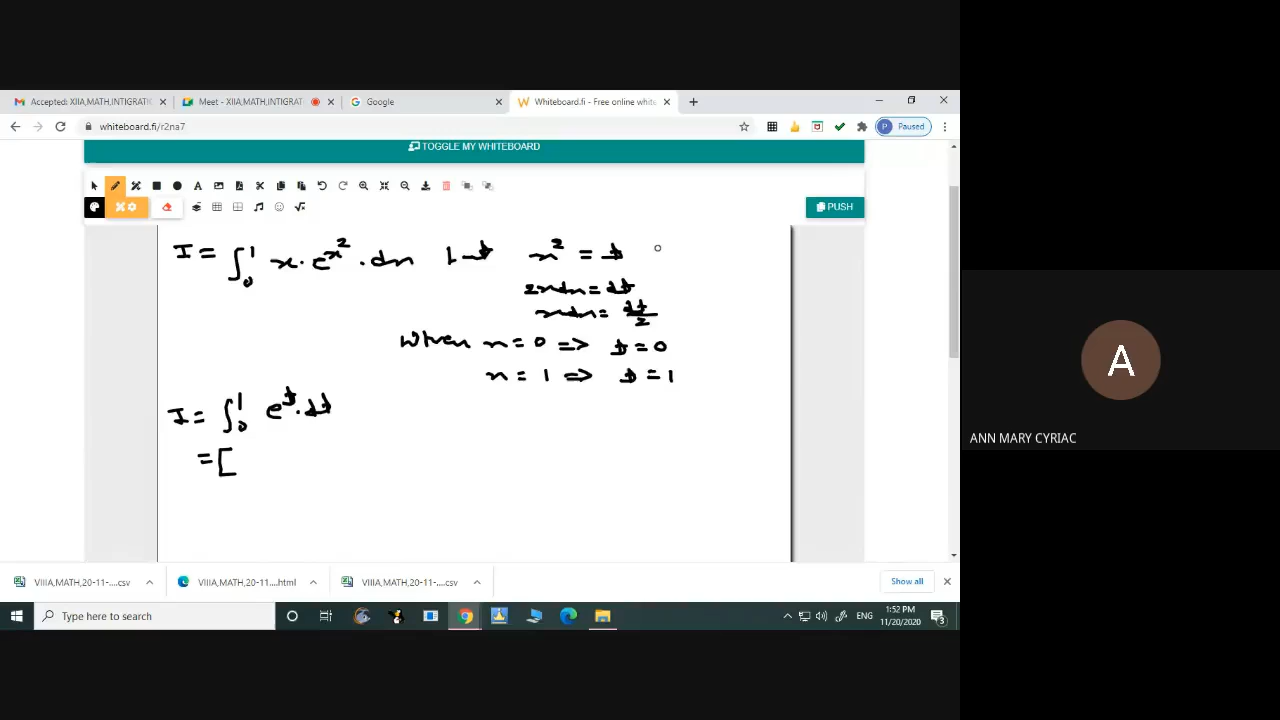 Accepted: XIIA,MATH,INTIGRATI
Meet - XIIA,MATH,INTIGRAT
Google
Whiteboard.fi - Free online white
whiteboard.fi/r2na7
P Paused
TOGGLE MY WHITEBOARD
PUSH
I = ∫₀¹ x · e^{x²} · dx Let x² = t
2xdx = dt
xdx = dt/2
When x = 0 => t = 0
x = 1 => t = 1
I = ∫₀¹ e^t · dt
= [
A
ANN MARY CYRIAC
VIIIA,MATH,20-11-....csv
VIIIA,MATH,20-11....html
VIIIA,MATH,20-11-....csv
Show all
Type here to search
ENG
1:52 PM
11/20/2020
3